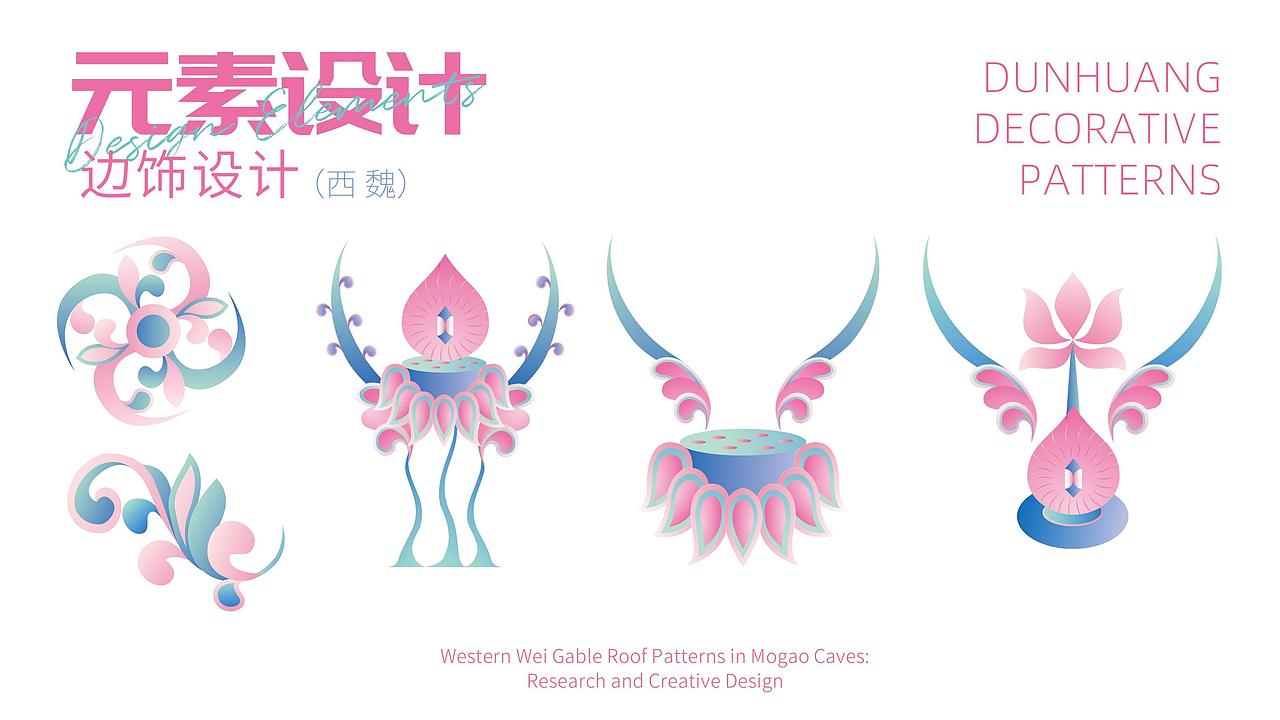 元素设计
Design Elements
边饰设计（西 魏）
DUNHUANG
DECORATIVE
PATTERNS
Western Wei Gable Roof Patterns in Mogao Caves:
Research and Creative Design